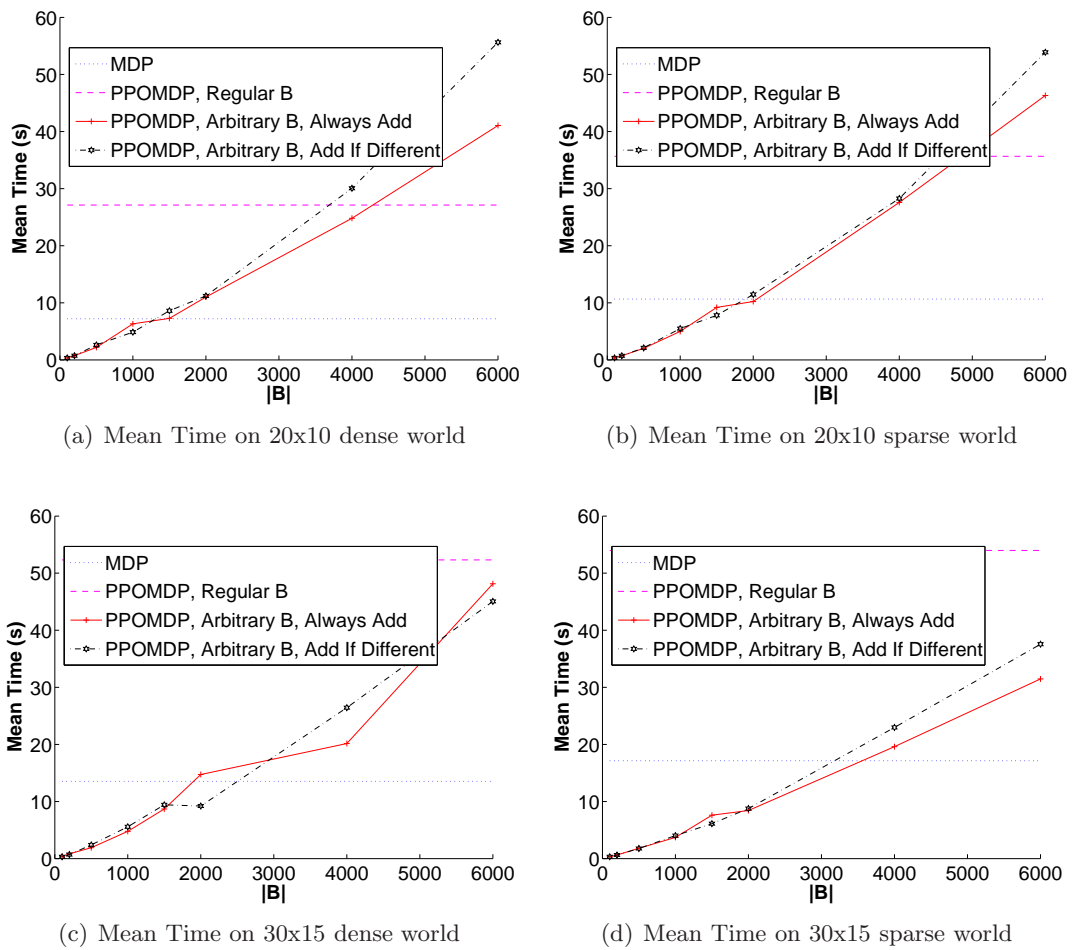 60
50
40
30
20
10
0
Mean Time (s)
MDP
PPOMDP, Regular B
PPOMDP, Arbitrary B, Always Add
PPOMDP, Arbitrary B, Add If Different
0 1000 2000 3000 4000 5000 6000
|B|
(a) Mean Time on 20x10 dense world
60
50
40
30
20
10
0
Mean Time (s)
MDP
PPOMDP, Regular B
PPOMDP, Arbitrary B, Always Add
PPOMDP, Arbitrary B, Add If Different
0 1000 2000 3000 4000 5000 6000
|B|
(b) Mean Time on 20x10 sparse world
60
50
40
30
20
10
0
Mean Time (s)
MDP
PPOMDP, Regular B
PPOMDP, Arbitrary B, Always Add
PPOMDP, Arbitrary B, Add If Different
0 1000 2000 3000 4000 5000 6000
|B|
(c) Mean Time on 30x15 dense world
60
50
40
30
20
10
0
Mean Time (s)
MDP
PPOMDP, Regular B
PPOMDP, Arbitrary B, Always Add
PPOMDP, Arbitrary B, Add If Different
0 1000 2000 3000 4000 5000 6000
|B|
(d) Mean Time on 30x15 sparse world